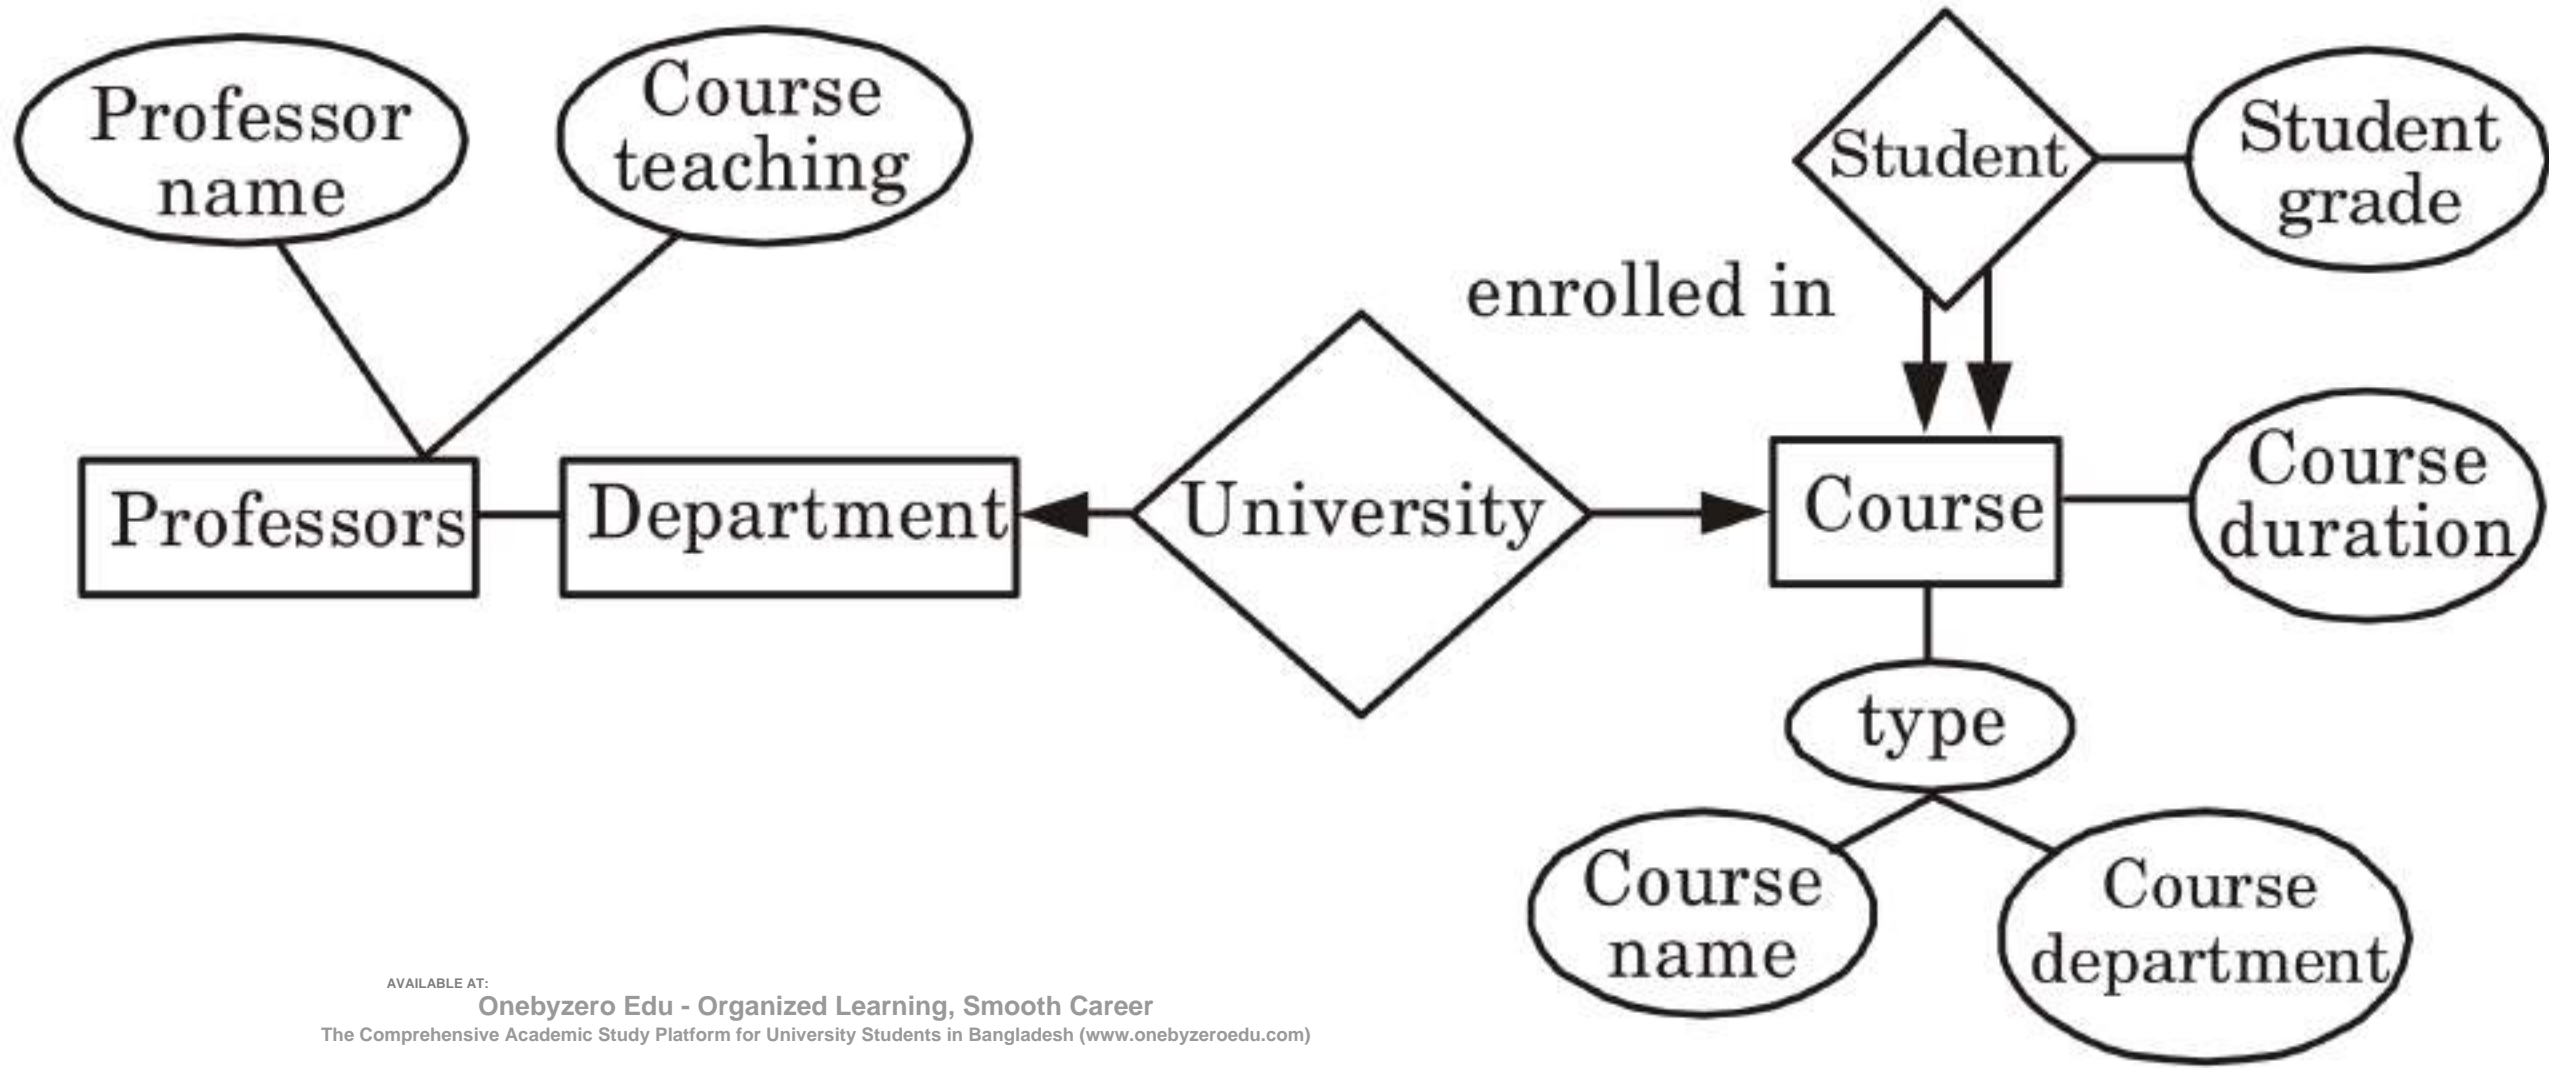 Professor
name
Course
teaching
Student
Student
grade
enrolled in
Professors
Department
University
Course
Course
duration
type
Course
name
Course
department
AVAILABLE AT:
Onebyzero Edu - Organized Learning, Smooth Career
The Comprehensive Academic Study Platform for University Students in Bangladesh (www.onebyzeroedu.com)